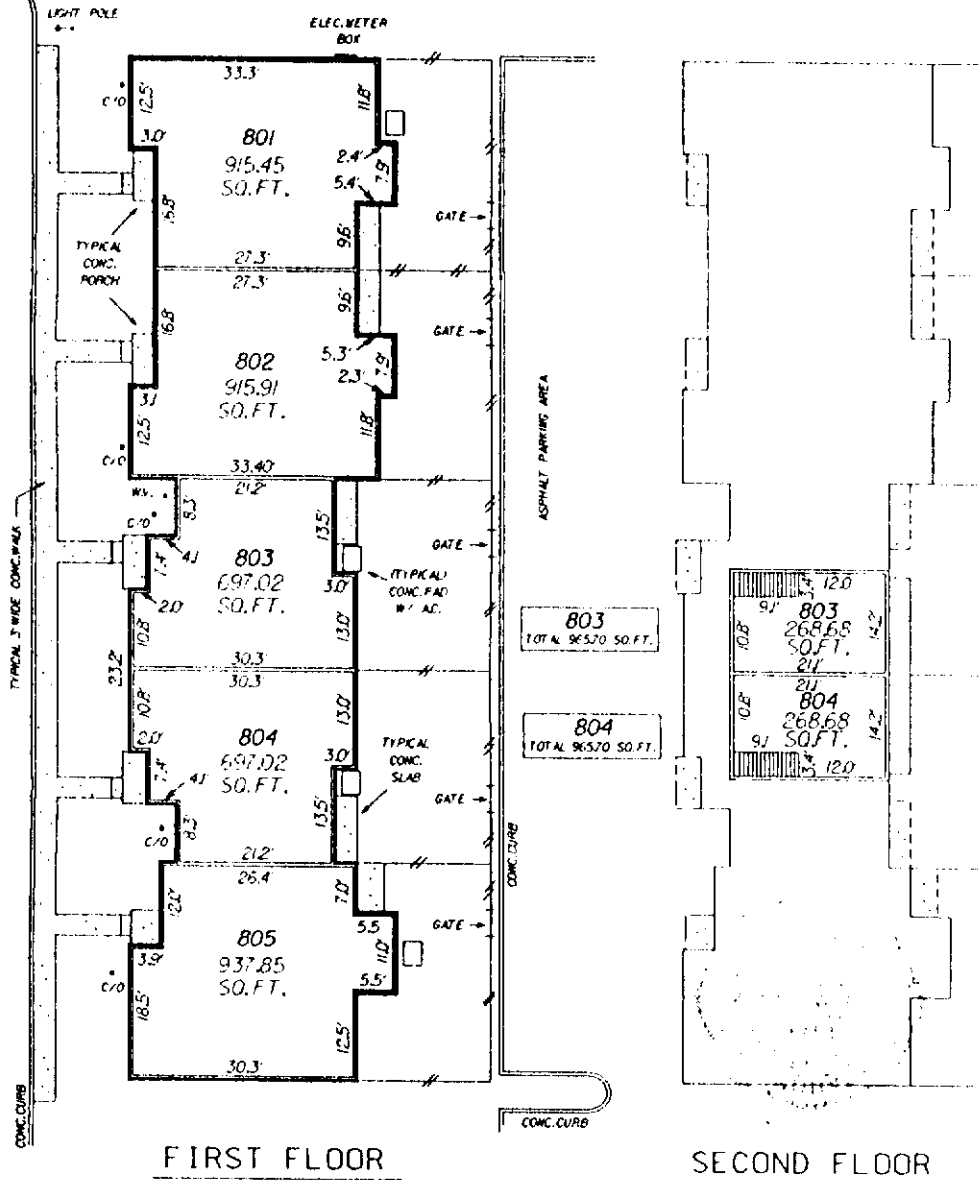 LIGHT POLE
ELEC. METER
BOX
33.3'
C/O
12.5'
11.8'
3.0'
801
915.45
SQ.FT.
2.4'
7.9'
5.4'
GATE
16.8'
9.6'
TYPICAL
CONC.
PORCH
27.3'
27.3'
16.8'
9.6'
GATE
5.3'
7.9'
2.3'
802
915.91
SQ.FT.
3.1
12.5'
11.8'
C/O
33.40'
ASPHALT PARKING AREA
TYPICAL 3' WIDE CONC. WALK
21.2'
W.V.
8.3'
C/O
13.5'
GATE
4.1
7.4'
803
697.02
SQ.FT.
2.0'
3.0'
(TYPICAL)
CONC. PAD
W/ A.C.
10.8'
13.0'
23.2'
30.3'
30.3'
803
TOTAL 965.70 SQ.FT.
804
TOTAL 965.70 SQ.FT.
10.8'
13.0'
2.0'
804
697.02
SQ.FT.
3.0'
TYPICAL
CONC.
SLAB
7.4'
4.1
GATE
13.5'
8.3'
C/O
21.2'
26.4'
CONC. CURB
12.0'
7.0'
GATE
5.5
805
937.85
SQ.FT.
3.9'
11.0'
C/O
5.5'
18.5'
12.5'
30.3'
CONC. CURB
CONC. CURB
3.4'
12.0'
9.1'
803
268.68
SQ.FT.
10.8'
14.2'
21.1'
21.1'
804
268.68
SQ.FT.
10.8'
14.2'
9.1
3.4'
12.0'
FIRST FLOOR
SECOND FLOOR